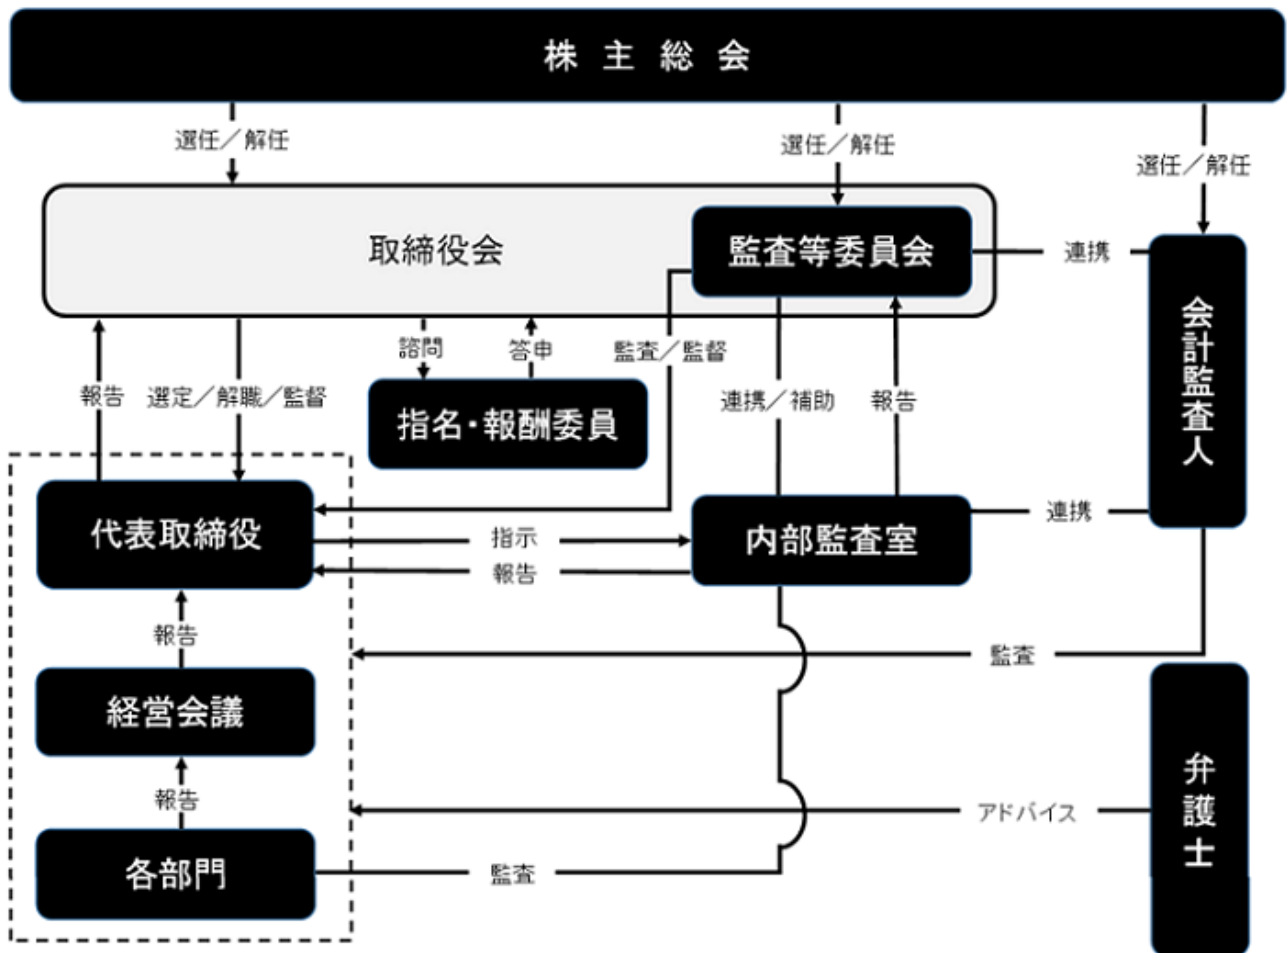 株主総会
選任／解任
選任／解任
選任／解任
取締役会
監査等委員会
連携
会計監査人
報告
選定／解職／監督
諮問
答申
監査／監督
連携／補助
報告
指名・報酬委員
代表取締役
指示
報告
内部監査室
連携
報告
監査
経営会議
報告
アドバイス
弁護士
各部門
監査